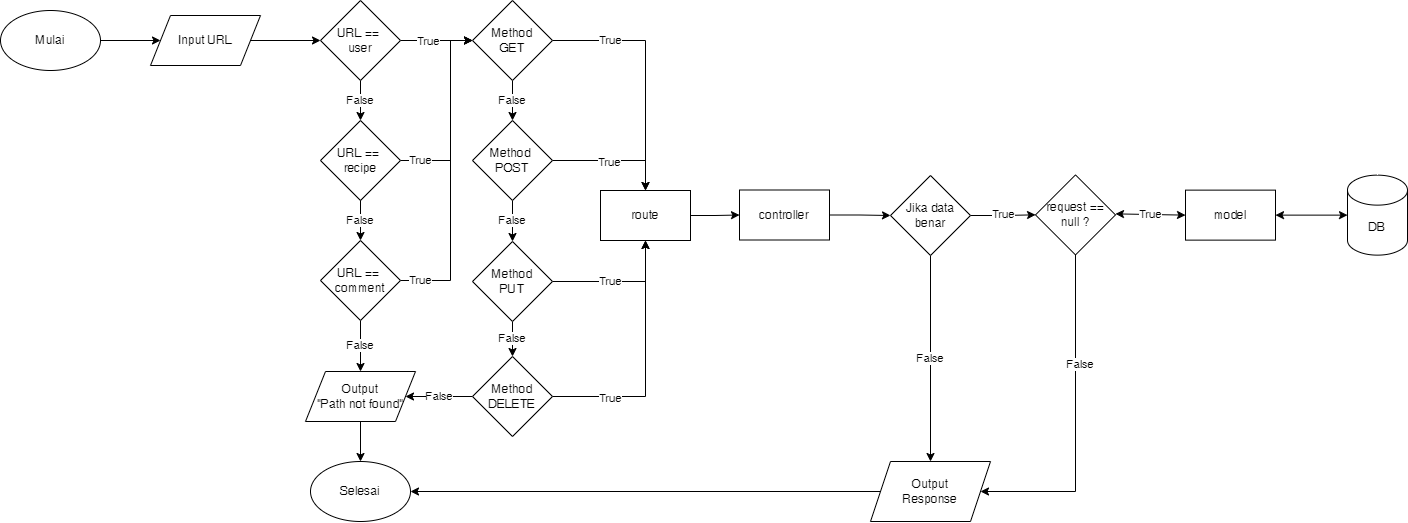 Mulai
Input URL
URL ==
user
True
Method
GET
True
False
False
URL ==
recipe
True
Method
POST
True
False
False
URL ==
comment
True
Method
PUT
True
False
False
route
controller
Jika data
benar
True
request ==
null ?
True
model
DB
False
False
Output
"Path not found"
False
Method
DELETE
True
Selesai
Output
Response